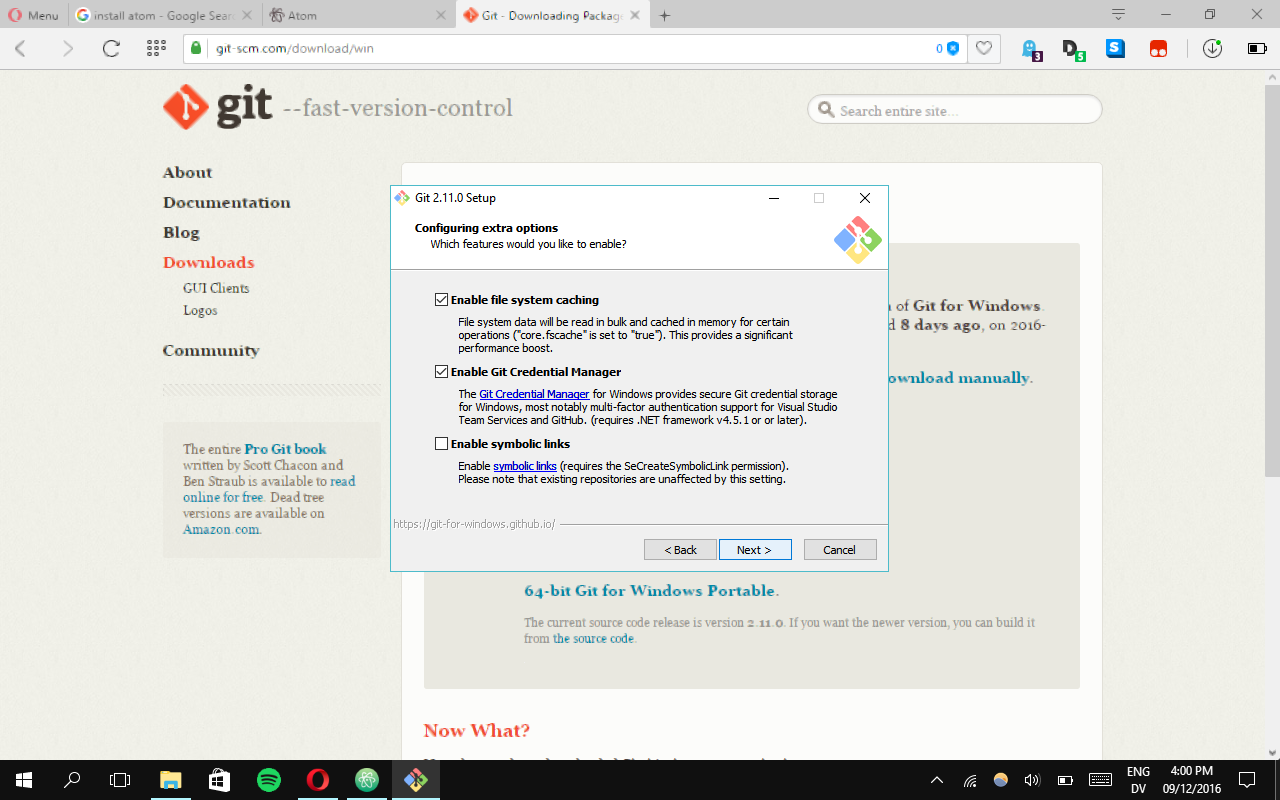 Menu
install atom - Google Sear
Atom
Git - Downloading Package
git-scm.com/download/win
0
3
D
5
S
git --fast-version-control
Search entire site...
About
Documentation
Blog
Downloads
GUI Clients
Logos
Community
The entire Pro Git book
written by Scott Chacon and
Ben Straub is available to read
online for free. Dead tree
versions are available on
Amazon.com.
Git 2.11.0 Setup
Configuring extra options
Which features would you like to enable?
Enable file system caching
File system data will be read in bulk and cached in memory for certain
operations ("core.fscache" is set to "true"). This provides a significant
performance boost.
Enable Git Credential Manager
The Git Credential Manager for Windows provides secure Git credential storage
for Windows, most notably multi-factor authentication support for Visual Studio
Team Services and GitHub. (requires .NET framework v4.5.1 or or later).
Enable symbolic links
Enable symbolic links (requires the SeCreateSymbolicLink permission).
Please note that existing repositories are unaffected by this setting.
https://git-for-windows.github.io/
< Back
Next >
Cancel
of Git for Windows.
8 days ago, on 2016-
ownload manually.
64-bit Git for Windows Portable.
The current source code release is version 2.11.0. If you want the newer version, you can build it
from the source code.
Now What?
ENG
DV
4:00 PM
09/12/2016